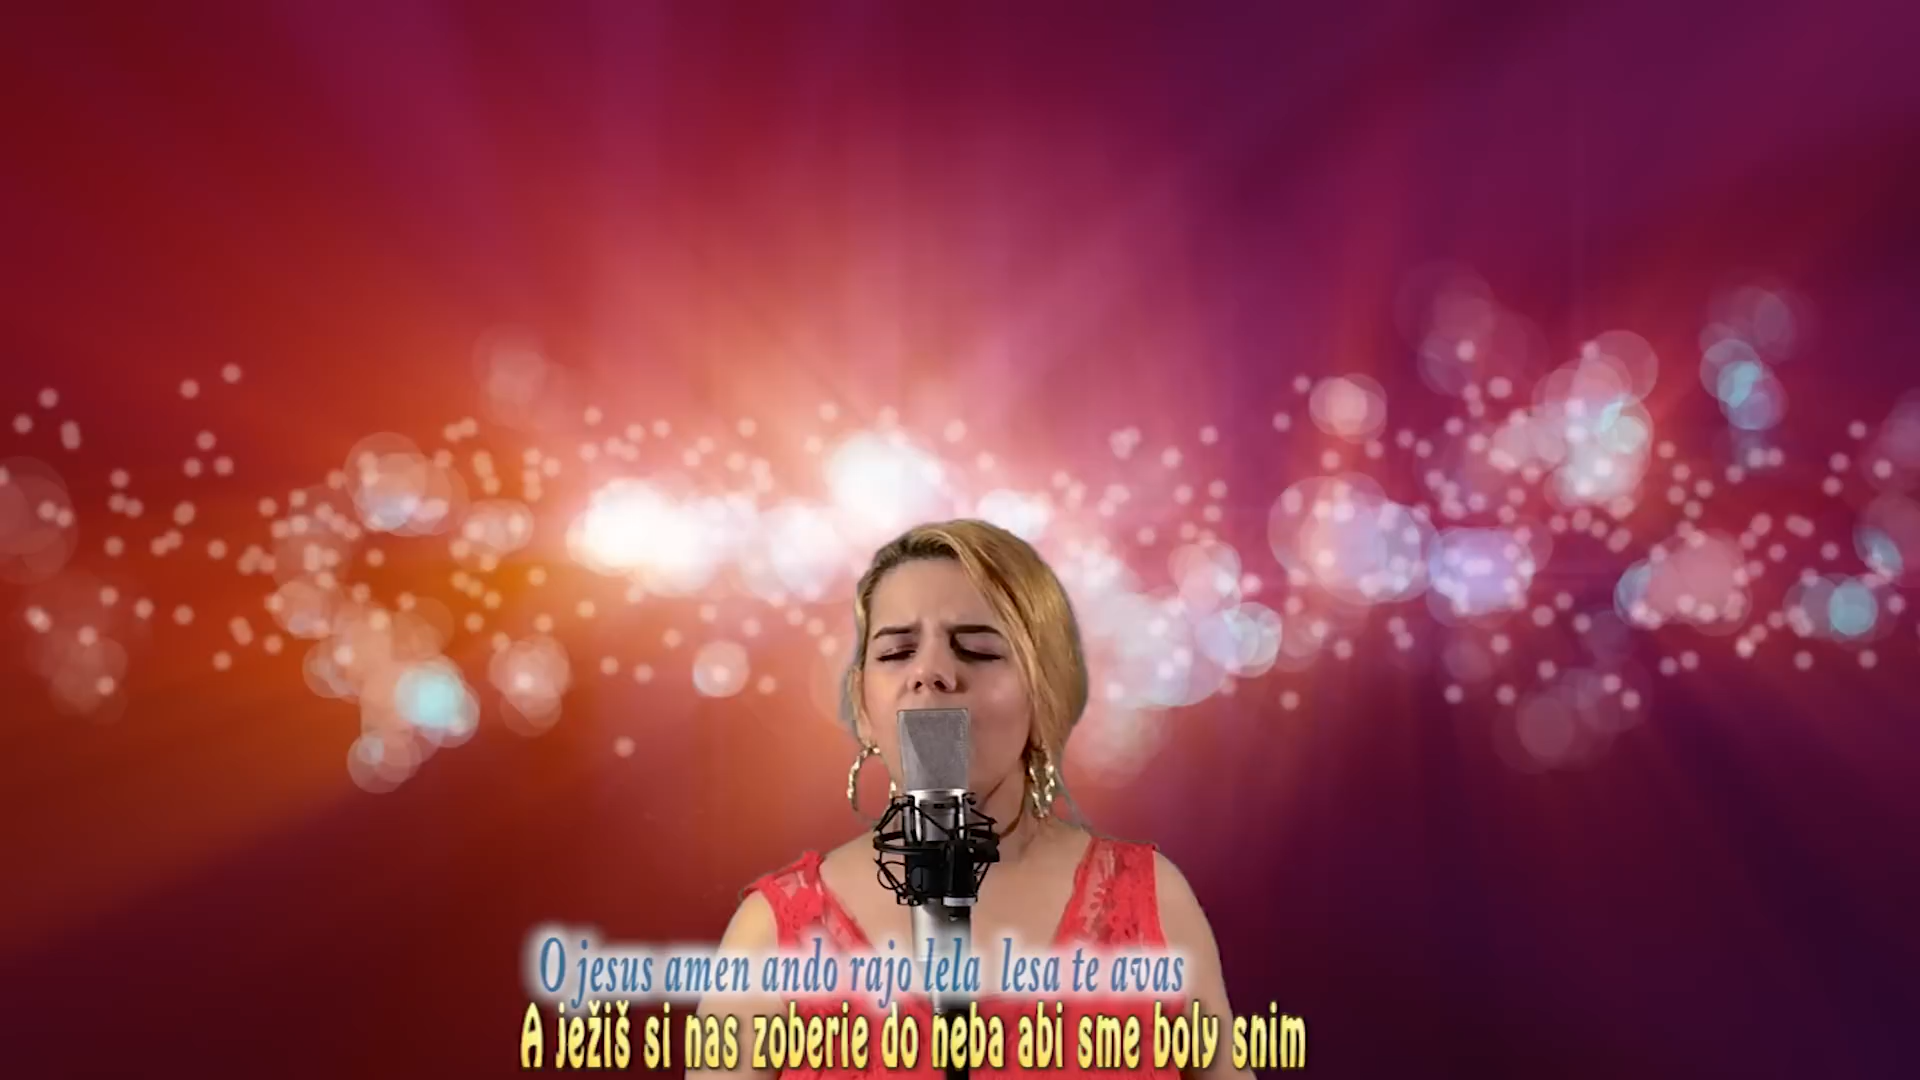 O jesus amen ando rajo lela lesa te avas
A ježiš si nas zoberie do neba abi sme boly snim